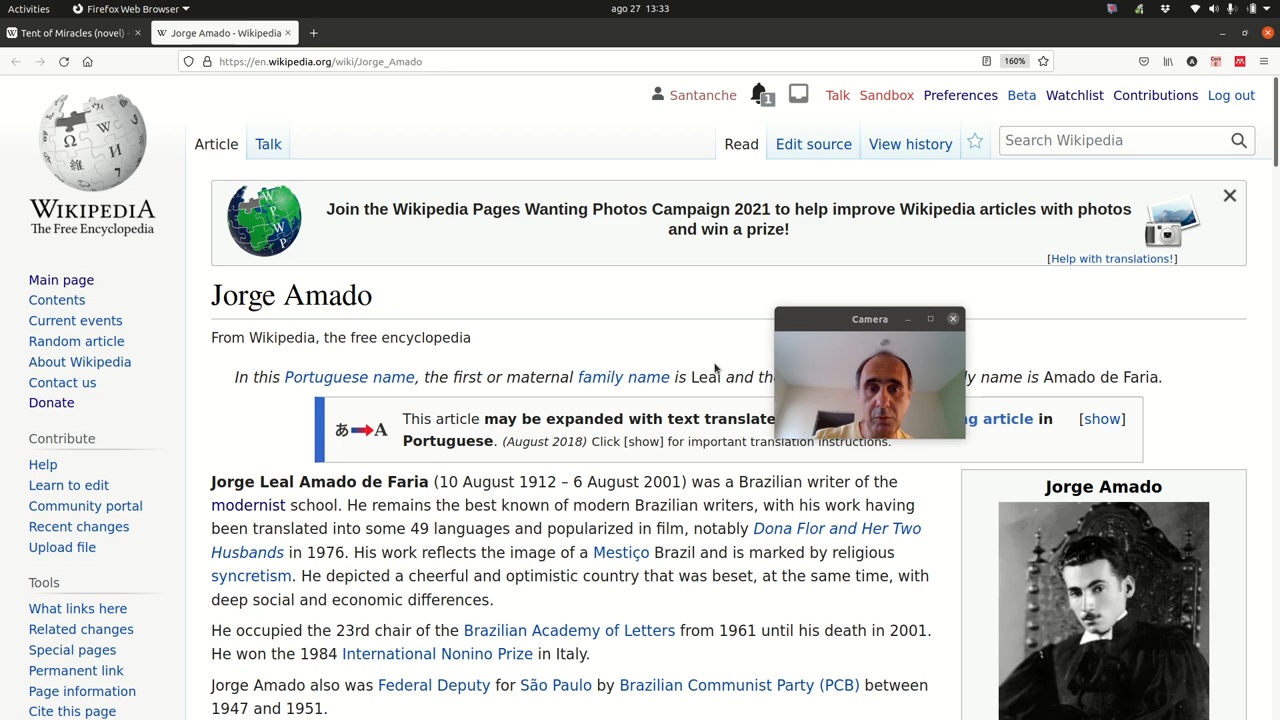 Activities Firefox Web Browser ago 27 13:33
Tent of Miracles (novel) - Jorge Amado - Wikipedia
https://en.wikipedia.org/wiki/Jorge_Amado 160%
Santanche 1 Talk Sandbox Preferences Beta Watchlist Contributions Log out
Article Talk Read Edit source View history Search Wikipedia
WIKIPEDIA
The Free Encyclopedia
Main page
Contents
Current events
Random article
About Wikipedia
Contact us
Donate
Contribute
Help
Learn to edit
Community portal
Recent changes
Upload file
Tools
What links here
Related changes
Special pages
Permanent link
Page information
Cite this page
Join the Wikipedia Pages Wanting Photos Campaign 2021 to help improve Wikipedia articles with photos
and win a prize!
[Help with translations!]
Jorge Amado
From Wikipedia, the free encyclopedia
Camera
In this Portuguese name, the first or maternal family name is Leal and name is Amado de Faria.
あ A This article may be expanded with text article in [show]
Portuguese. (August 2018) Click [show] for important translation instructions.
Jorge Leal Amado de Faria (10 August 1912 – 6 August 2001) was a Brazilian writer of the
modernist school. He remains the best known of modern Brazilian writers, with his work having
been translated into some 49 languages and popularized in film, notably Dona Flor and Her Two
Husbands in 1976. His work reflects the image of a Mestiço Brazil and is marked by religious
syncretism. He depicted a cheerful and optimistic country that was beset, at the same time, with
deep social and economic differences.
He occupied the 23rd chair of the Brazilian Academy of Letters from 1961 until his death in 2001.
He won the 1984 International Nonino Prize in Italy.
Jorge Amado also was Federal Deputy for São Paulo by Brazilian Communist Party (PCB) between
1947 and 1951.
Jorge Amado